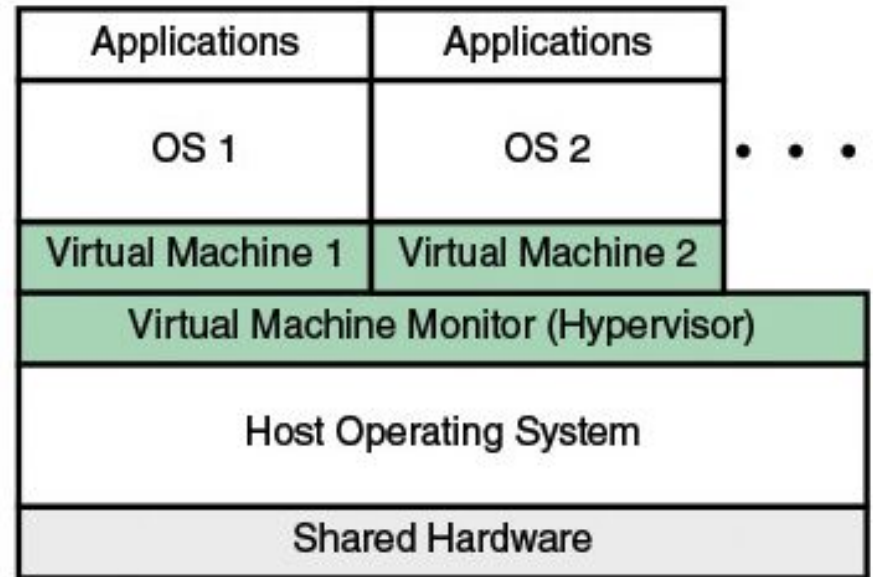 Applications
Applications
OS 1
OS 2
Virtual Machine 1
Virtual Machine 2
Virtual Machine Monitor (Hypervisor)
Host Operating System
Shared Hardware